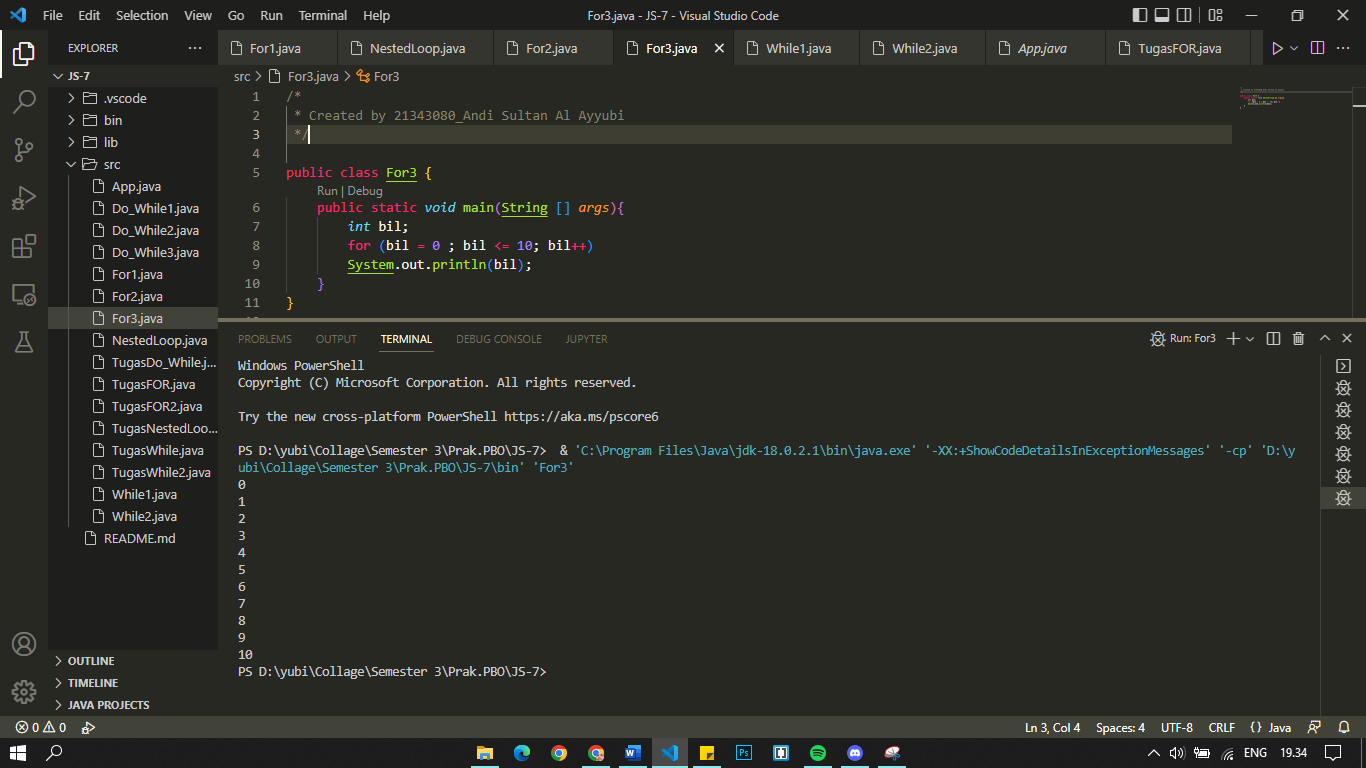 File Edit Selection View Go Run Terminal Help For3.java - JS-7 - Visual Studio Code
EXPLORER
For1.java NestedLoop.java For2.java For3.java While1.java While2.java App.java TugasFOR.java
src > For3.java > For3
JS-7
.vscode
bin
lib
src
App.java
Do_While1.java
Do_While2.java
Do_While3.java
For1.java
For2.java
For3.java
NestedLoop.java
TugasDo_While.j...
TugasFOR.java
TugasFOR2.java
TugasNestedLoo...
TugasWhile.java
TugasWhile2.java
While1.java
While2.java
README.md
OUTLINE
TIMELINE
JAVA PROJECTS
1 /*
2 * Created by 21343080_Andi Sultan Al Ayyubi
3 */
4
5 public class For3 {
Run | Debug
6 public static void main(String [] args){
7 int bil;
8 for (bil = 0 ; bil <= 10; bil++)
9 System.out.println(bil);
10 }
11 }
PROBLEMS OUTPUT TERMINAL DEBUG CONSOLE JUPYTER Run: For3
Windows PowerShell
Copyright (C) Microsoft Corporation. All rights reserved.
Try the new cross-platform PowerShell https://aka.ms/pscore6
PS D:\yubi\Collage\Semester 3\Prak.PBO\JS-7> & 'C:\Program Files\Java\jdk-18.0.2.1\bin\java.exe' '-XX:+ShowCodeDetailsInExceptionMessages' '-cp' 'D:\y
ubi\Collage\Semester 3\Prak.PBO\JS-7\bin' 'For3'
0
1
2
3
4
5
6
7
8
9
10
PS D:\yubi\Collage\Semester 3\Prak.PBO\JS-7>
0 0 Ln 3, Col 4 Spaces: 4 UTF-8 CRLF {} Java
ENG 19.34